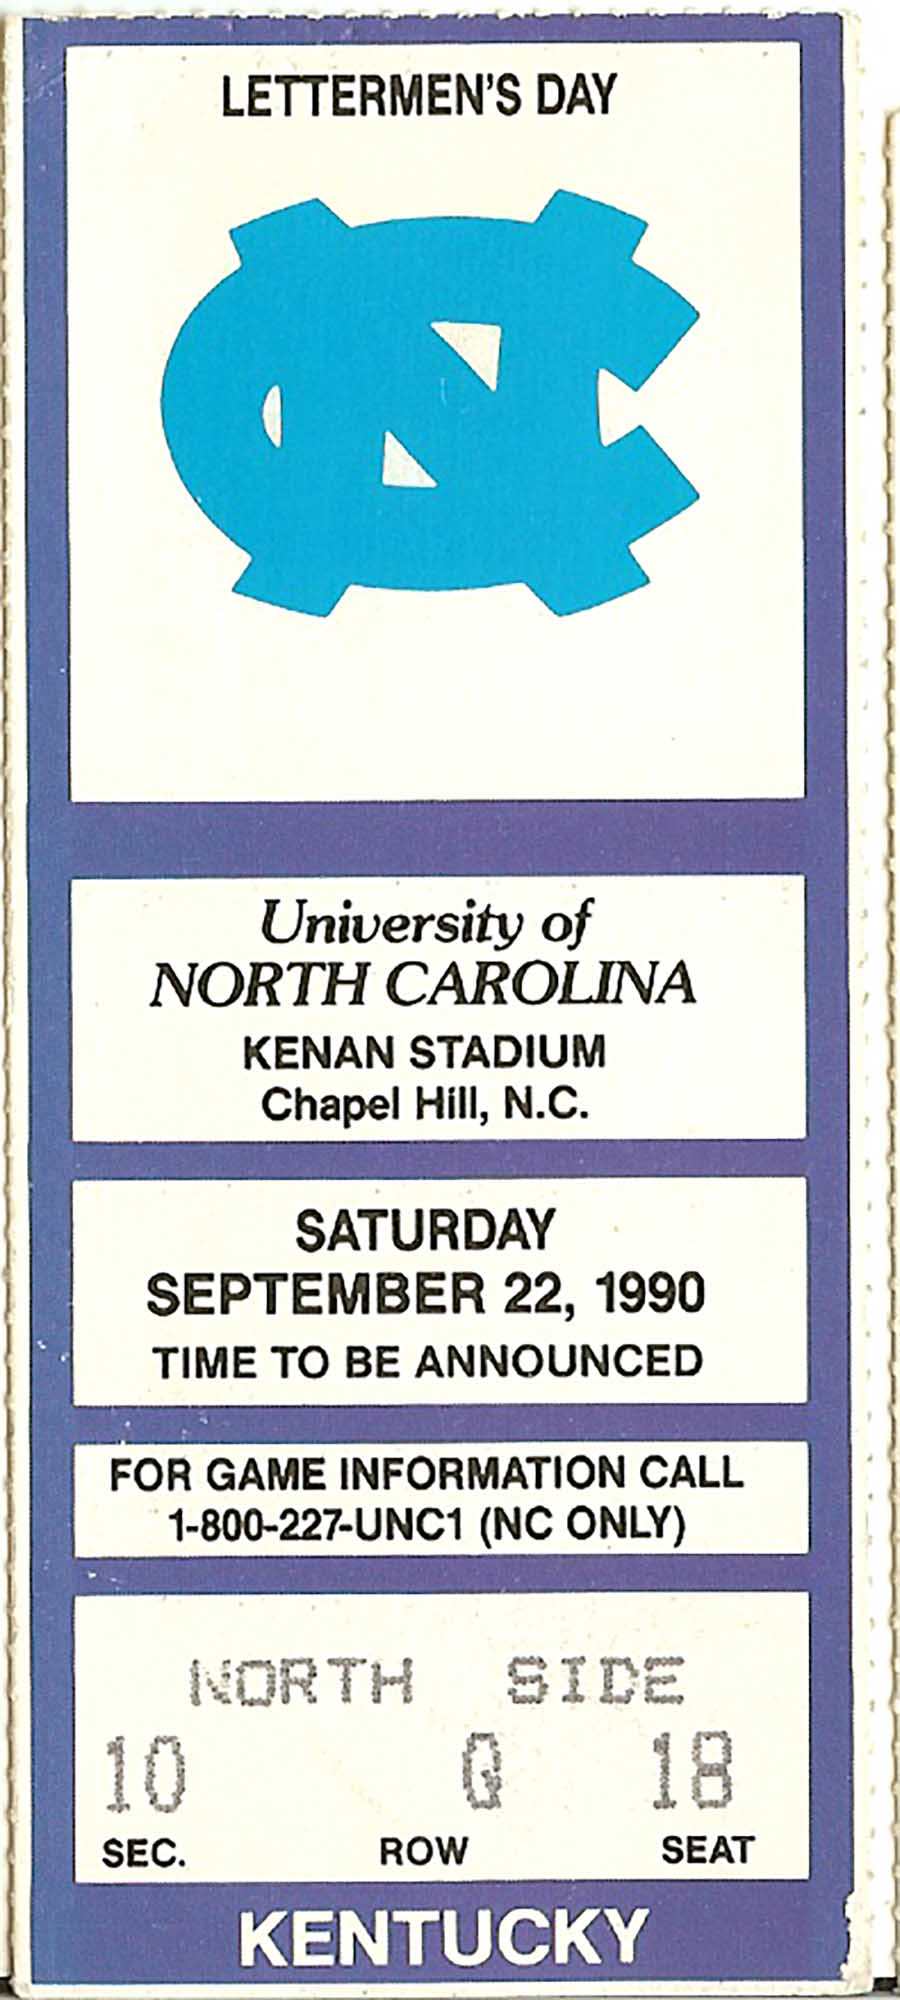 LETTERMEN'S DAY
NC
University of
NORTH CAROLINA
KENAN STADIUM
Chapel Hill, N.C.
SATURDAY
SEPTEMBER 22, 1990
TIME TO BE ANNOUNCED
FOR GAME INFORMATION CALL
1-800-227-UNC1 (NC ONLY)
NORTH SIDE
10 Q 18
SEC. ROW SEAT
KENTUCKY